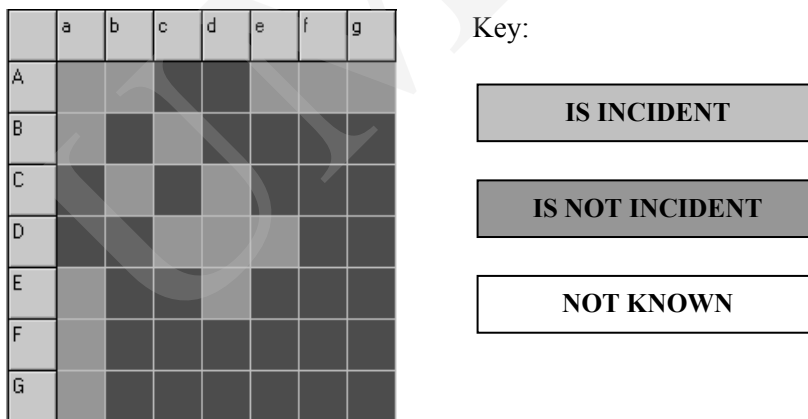 a b c d e f g
Key:
A
IS INCIDENT
B
C
IS NOT INCIDENT
D
E
NOT KNOWN
F
G